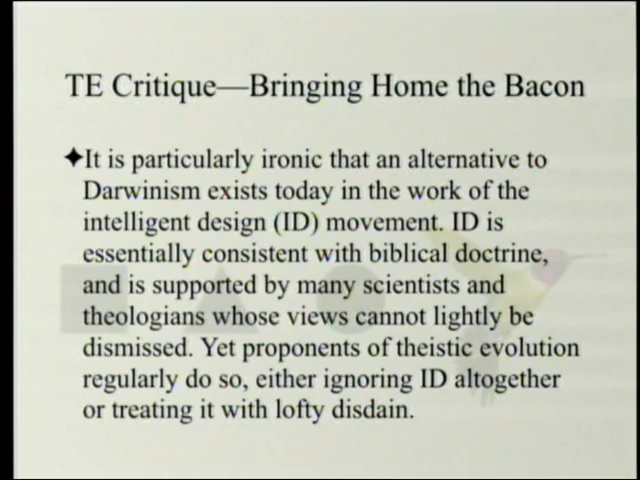 TE Critique—Bringing Home the Bacon
✦It is particularly ironic that an alternative to
Darwinism exists today in the work of the
intelligent design (ID) movement. ID is
essentially consistent with biblical doctrine,
and is supported by many scientists and
theologians whose views cannot lightly be
dismissed. Yet proponents of theistic evolution
regularly do so, either ignoring ID altogether
or treating it with lofty disdain.